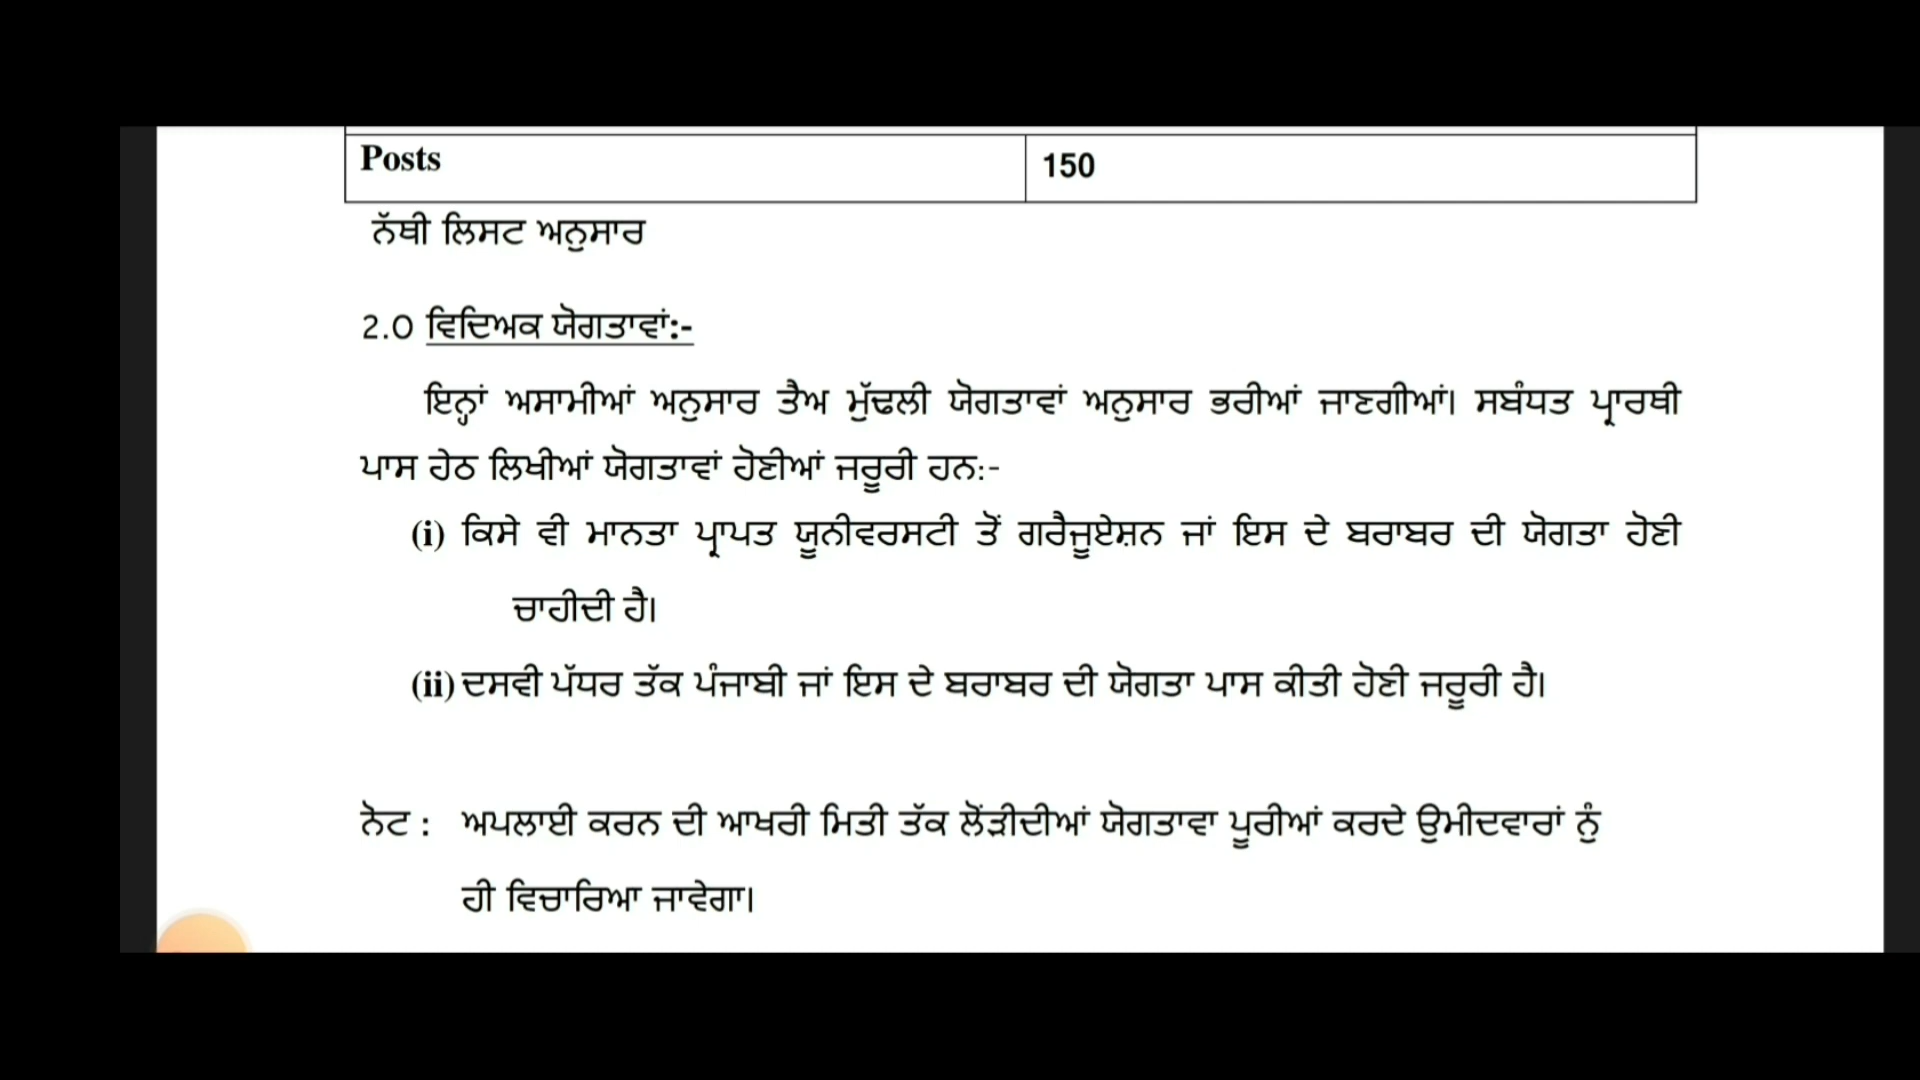 Posts 150
ਨੱਥੀ ਲਿਸਟ ਅਨੁਸਾਰ
2.0 ਵਿਦਿਅਕ ਯੋਗਤਾਵਾਂ:-
ਇਨ੍ਹਾਂ ਅਸਾਮੀਆਂ ਅਨੁਸਾਰ ਤੈਅ ਮੁੱਢਲੀ ਯੋਗਤਾਵਾਂ ਅਨੁਸਾਰ ਭਰੀਆਂ ਜਾਣਗੀਆਂ। ਸਬੰਧਤ ਪ੍ਰਾਰਥੀ
ਪਾਸ ਹੇਠ ਲਿਖੀਆਂ ਯੋਗਤਾਵਾਂ ਹੋਣੀਆਂ ਜਰੂਰੀ ਹਨ:-
(i) ਕਿਸੇ ਵੀ ਮਾਨਤਾ ਪ੍ਰਾਪਤ ਯੂਨੀਵਰਸਟੀ ਤੋਂ ਗਰੈਜੂਏਸ਼ਨ ਜਾਂ ਇਸ ਦੇ ਬਰਾਬਰ ਦੀ ਯੋਗਤਾ ਹੋਣੀ
ਚਾਹੀਦੀ ਹੈ।
(ii) ਦਸਵੀ ਪੱਧਰ ਤੱਕ ਪੰਜਾਬੀ ਜਾਂ ਇਸ ਦੇ ਬਰਾਬਰ ਦੀ ਯੋਗਤਾ ਪਾਸ ਕੀਤੀ ਹੋਣੀ ਜਰੂਰੀ ਹੈ।
ਨੋਟ : ਅਪਲਾਈ ਕਰਨ ਦੀ ਆਖਰੀ ਮਿਤੀ ਤੱਕ ਲੋਂੜੀਦੀਆਂ ਯੋਗਤਾਵਾ ਪੂਰੀਆਂ ਕਰਦੇ ਉਮੀਦਵਾਰਾਂ ਨੁੰ
ਹੀ ਵਿਚਾਰਿਆ ਜਾਵੇਗਾ।